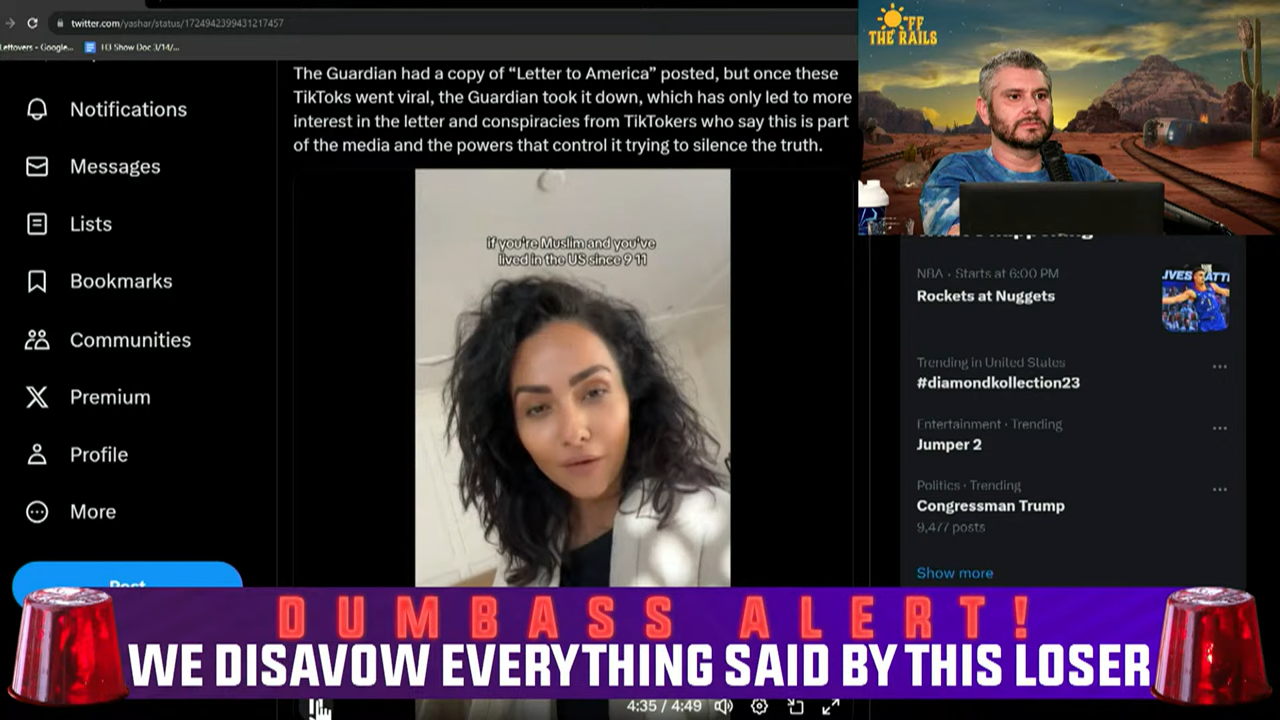 twitter.com/yashar/status/1724942399431217457
Leftovers - Google...
H3 Show Doc 3/14/...
OFF
THE RAILS
Notifications
Messages
Lists
Bookmarks
Communities
Premium
Profile
More
Post
The Guardian had a copy of “Letter to America” posted, but once these
TikToks went viral, the Guardian took it down, which has only led to more
interest in the letter and conspiracies from TikTokers who say this is part
of the media and the powers that control it trying to silence the truth.
if you're Muslim and you've
lived in the US since 9 11
NBA · Starts at 6:00 PM
Rockets at Nuggets
Trending in United States
#diamondkollection23
Entertainment · Trending
Jumper 2
Politics · Trending
Congressman Trump
9,477 posts
Show more
DUMBASS ALERT!
WE DISAVOW EVERYTHING SAID BY THIS LOSER
4:35 / 4:49